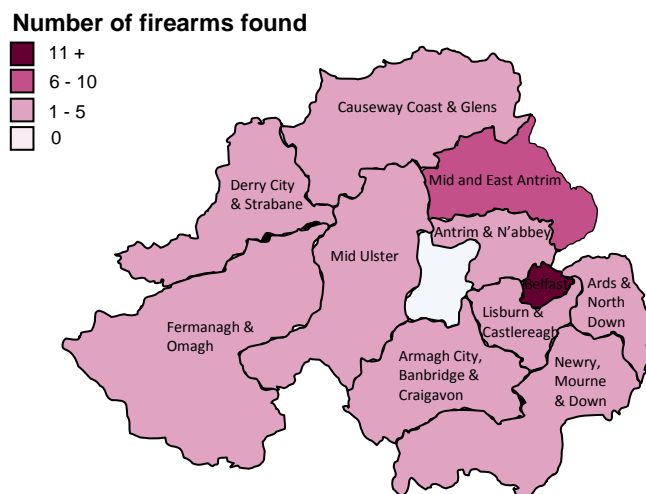 Number of firearms found
11 +
6 - 10
1 - 5
0
Causeway Coast & Glens
Derry City
& Strabane
Mid and East Antrim
Antrim & N'abbey
Mid Ulster
Belfast
Ards &
North
Down
Lisburn &
Castlereagh
Fermanagh &
Omagh
Armagh City,
Banbridge &
Craigavon
Newry,
Mourne
& Down